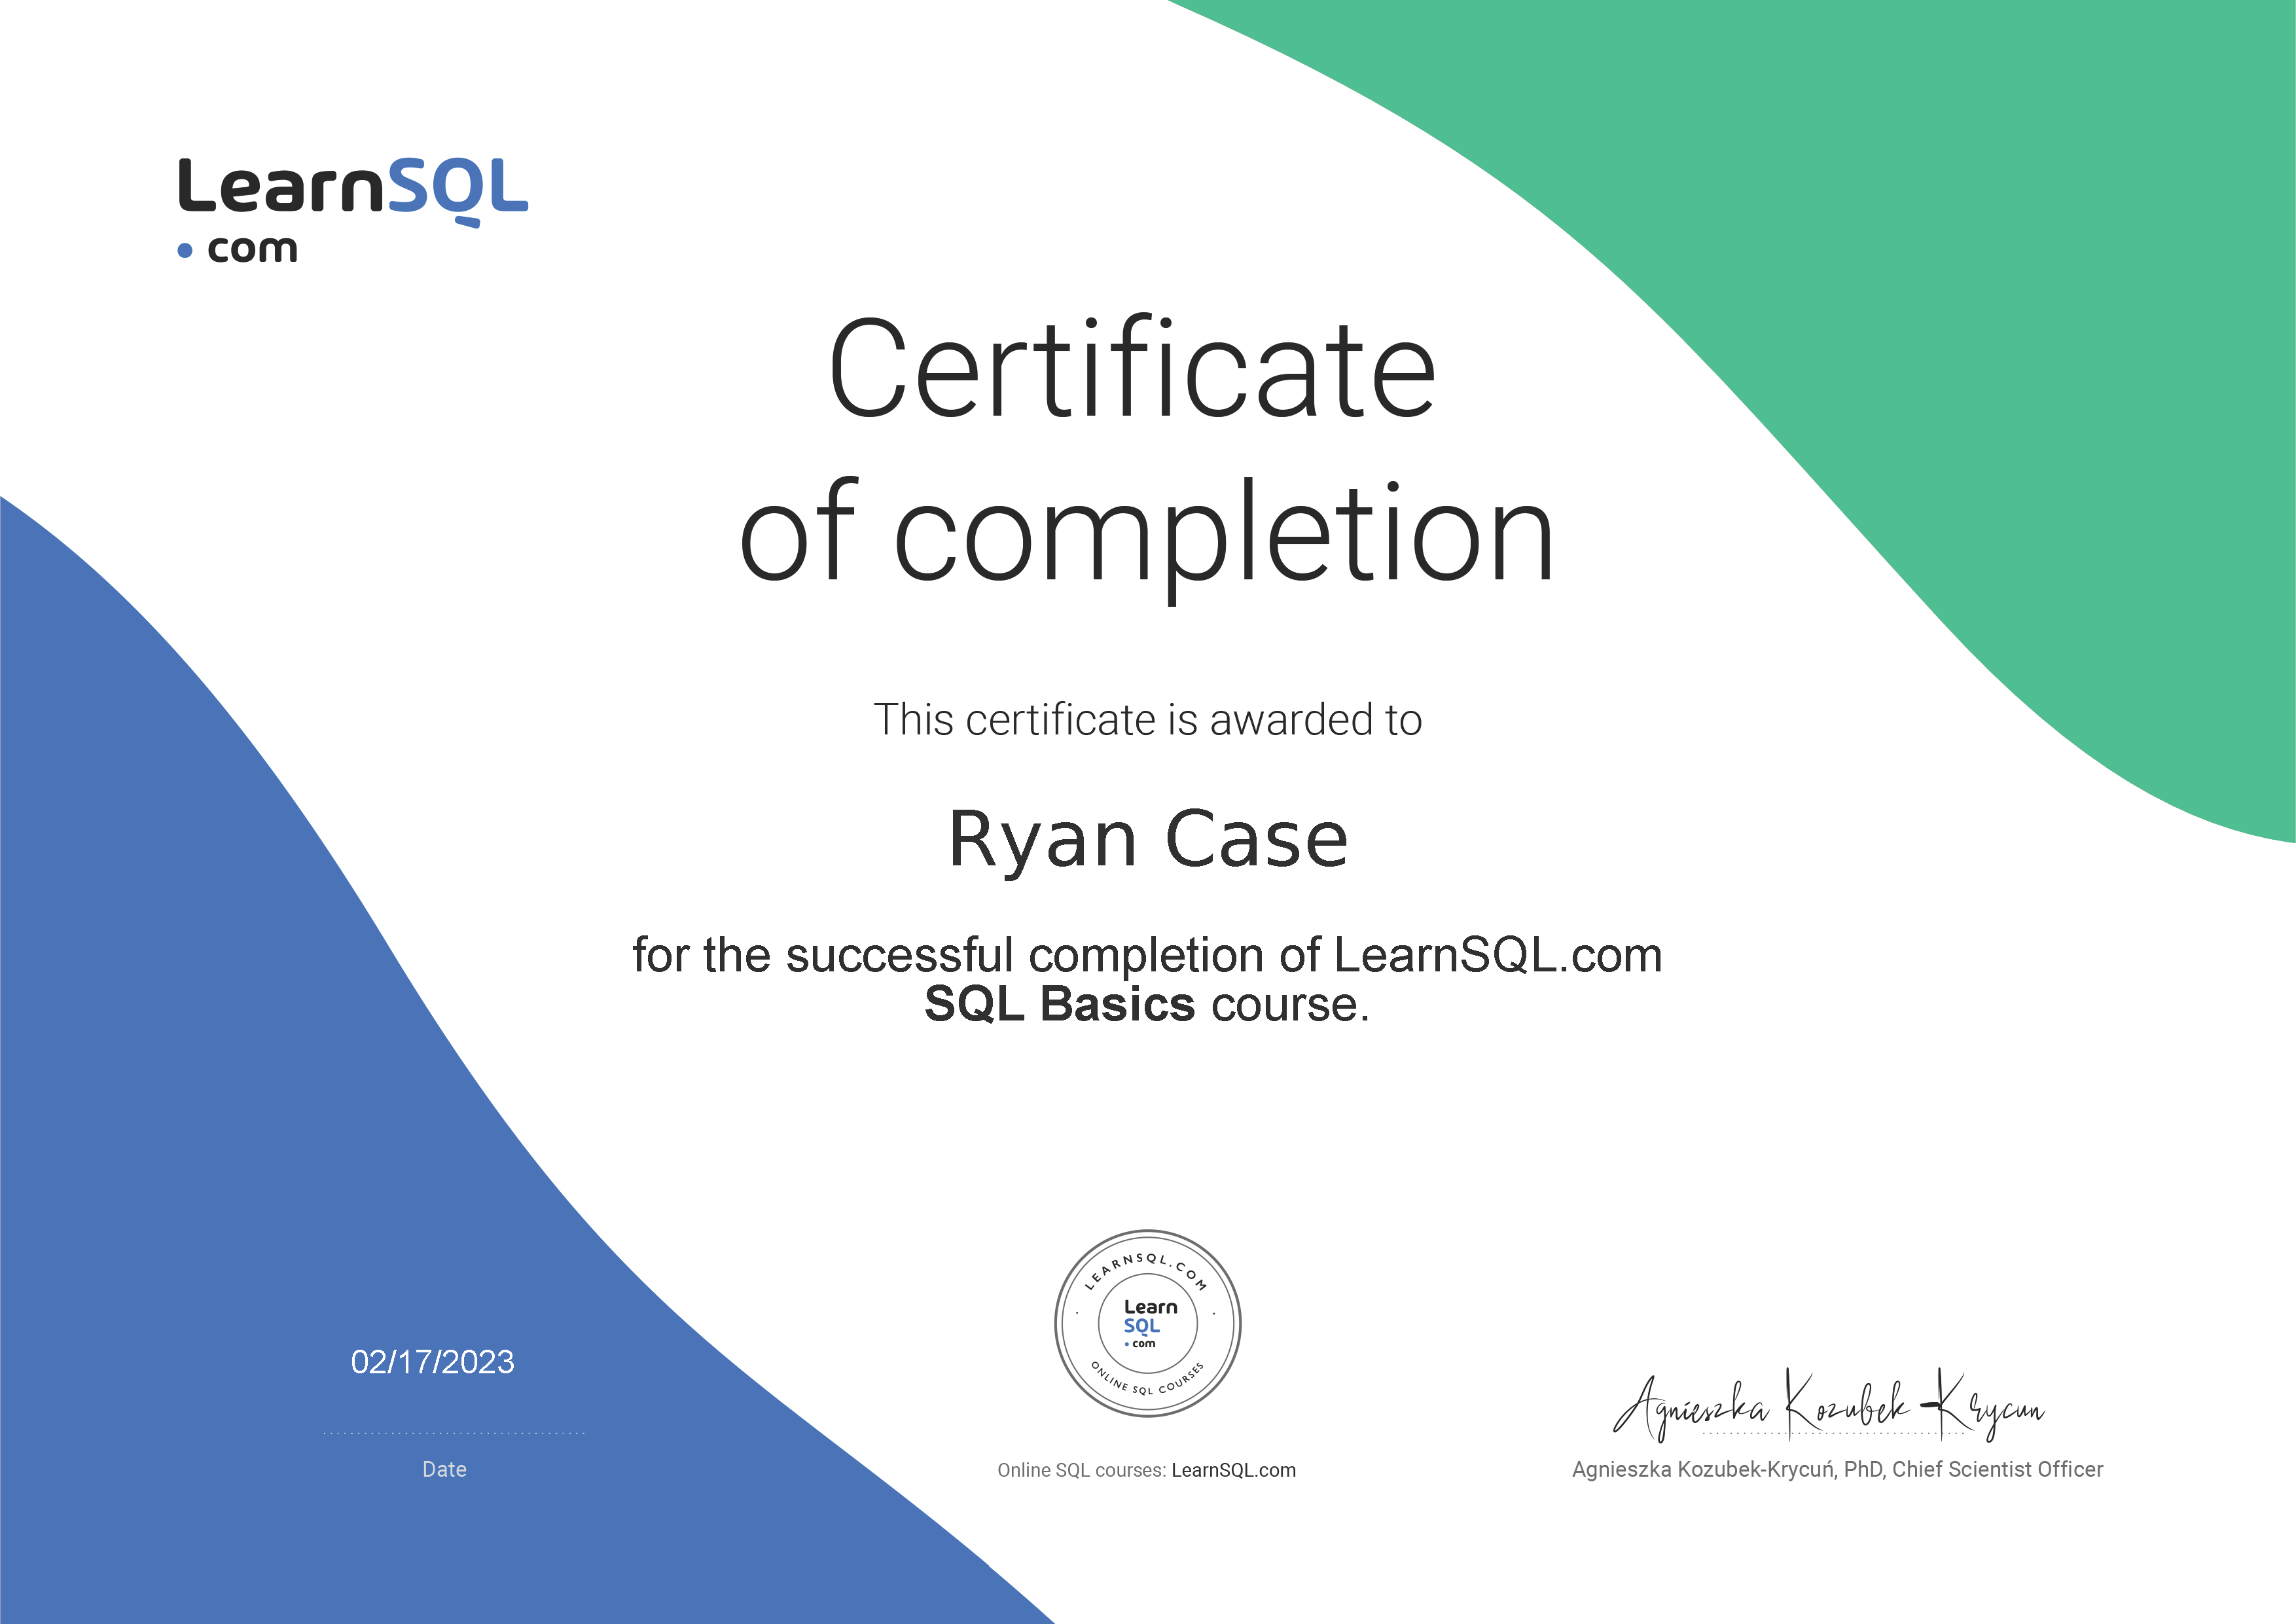 LearnSQL
.com
Certificate
of completion
This certificate is awarded to
Ryan Case
for the successful completion of LearnSQL.com
SQL Basics course.
LEARNSQL.COM
Learn
SQL
.com
ONLINE SQL COURSES
02/17/2023
Date
Online SQL courses: LearnSQL.com
Agnieszka Kozubek-Krycun
Agnieszka Kozubek-Krycuń, PhD, Chief Scientist Officer